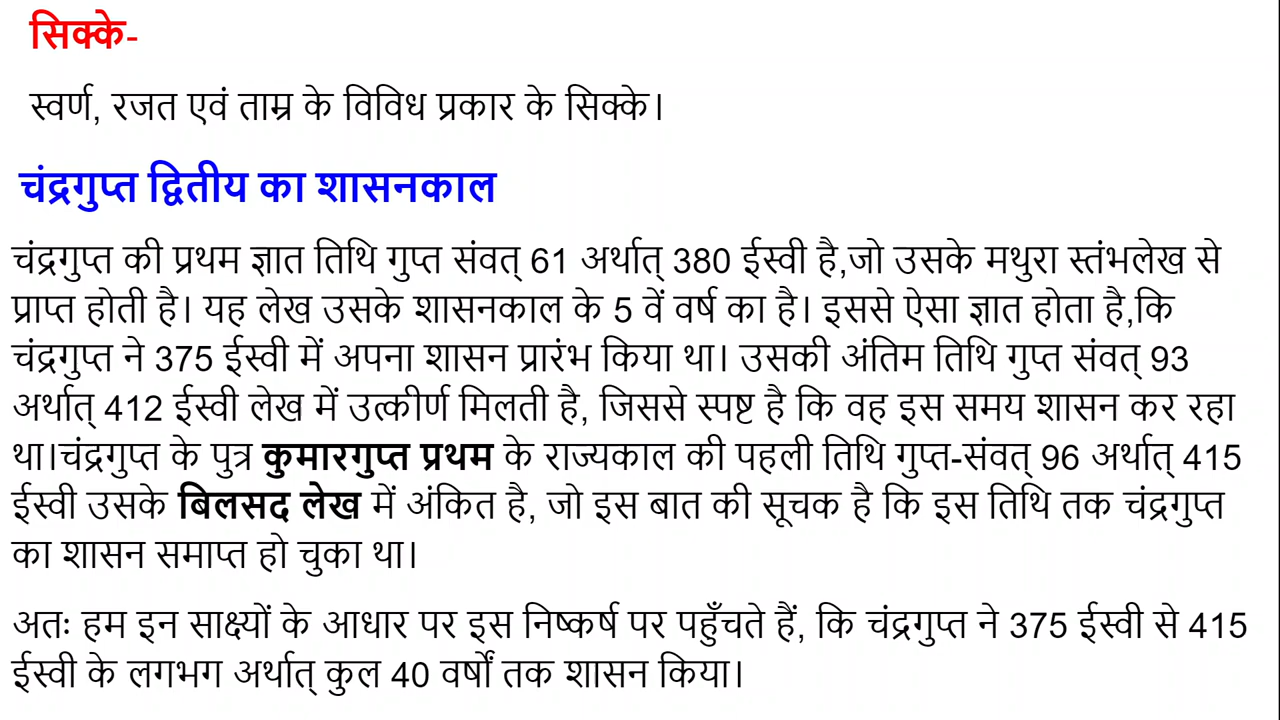 सिक्के-
स्वर्ण, रजत एवं ताम्र के विविध प्रकार के सिक्के।
चंद्रगुप्त द्वितीय का शासनकाल
चंद्रगुप्त की प्रथम ज्ञात तिथि गुप्त संवत् 61 अर्थात् 380 ईस्वी है,जो उसके मथुरा स्तंभलेख से
प्राप्त होती है। यह लेख उसके शासनकाल के 5 वें वर्ष का है। इससे ऐसा ज्ञात होता है,कि
चंद्रगुप्त ने 375 ईस्वी में अपना शासन प्रारंभ किया था। उसकी अंतिम तिथि गुप्त संवत् 93
अर्थात् 412 ईस्वी लेख में उत्कीर्ण मिलती है, जिससे स्पष्ट है कि वह इस समय शासन कर रहा
था।चंद्रगुप्त के पुत्र कुमारगुप्त प्रथम के राज्यकाल की पहली तिथि गुप्त-संवत् 96 अर्थात् 415
ईस्वी उसके बिलसद लेख में अंकित है, जो इस बात की सूचक है कि इस तिथि तक चंद्रगुप्त
का शासन समाप्त हो चुका था।
अतः हम इन साक्ष्यों के आधार पर इस निष्कर्ष पर पहुँचते हैं, कि चंद्रगुप्त ने 375 ईस्वी से 415
ईस्वी के लगभग अर्थात् कुल 40 वर्षों तक शासन किया।